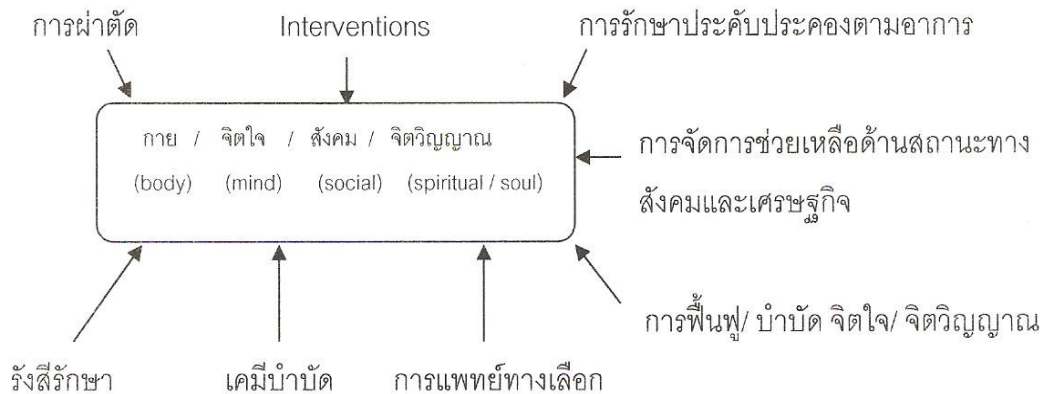 การผ่าตัด Interventions การรักษาประคับประคองตามอาการ
กาย / จิตใจ / สังคม / จิตวิญญาณ
(body) (mind) (social) (spiritual / soul)
การจัดการช่วยเหลือด้านสถานะทาง
สังคมและเศรษฐกิจ
การฟื้นฟู/ บำบัด จิตใจ/ จิตวิญญาณ
รังสีรักษา เคมีบำบัด การแพทย์ทางเลือก